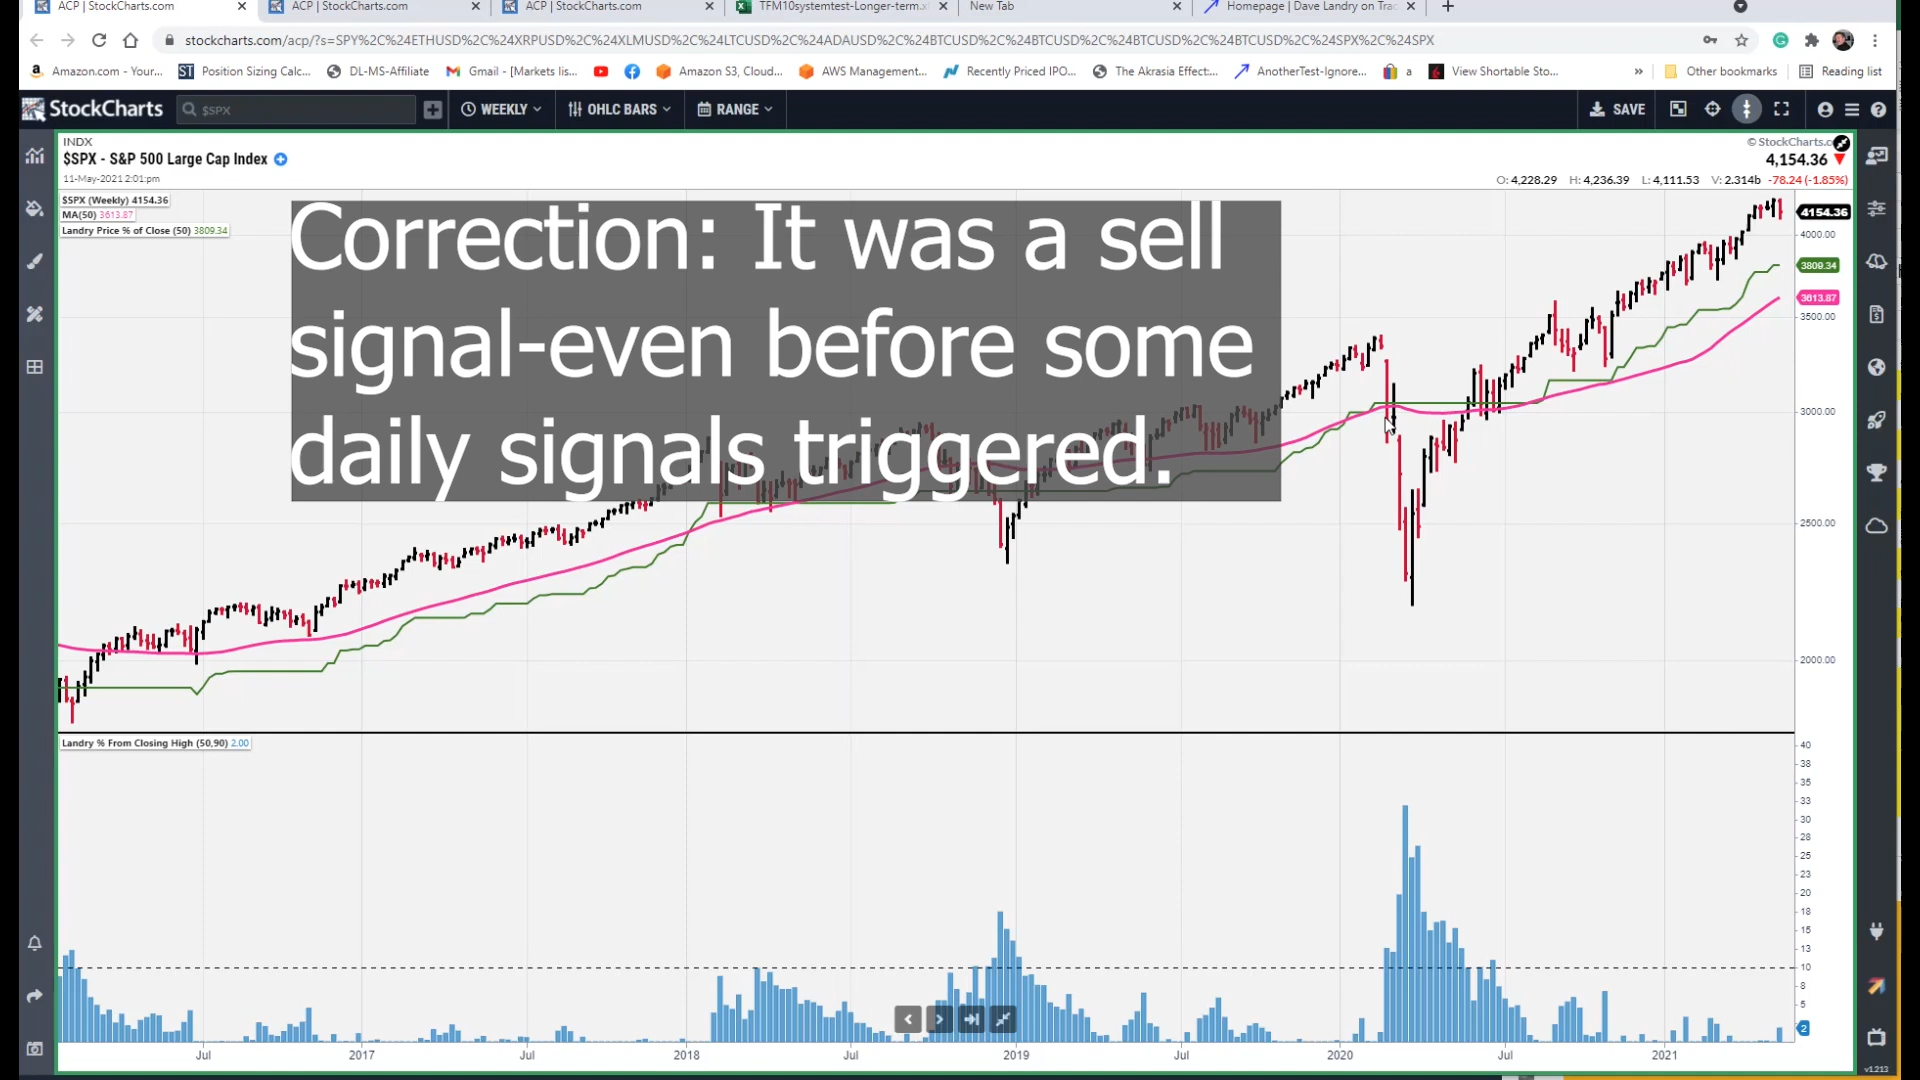 ACP | StockCharts.com
ACP | StockCharts.com
ACP | StockCharts.com
TFM10systemtest-Longer-term.xl
New Tab
Homepage | Dave Landry on Trad
stockcharts.com/acp/?s=SPY%2C%24ETHUSD%2C%24XRPUSD%2C%24XLMUSD%2C%24LTCUSD%2C%24ADAUSD%2C%24BTCUSD%2C%24BTCUSD%2C%24BTCUSD%2C%24BTCUSD%2C%24SPX%2C%24SPX
Amazon.com - Your...
Position Sizing Calc...
DL-MS-Affiliate
Gmail - [Markets lis...
Amazon S3, Cloud...
AWS Management...
Recently Priced IPO...
The Akrasia Effect:...
AnotherTest-Ignore...
a
View Shortable Sto...
»
Other bookmarks
Reading list
StockCharts
$SPX
WEEKLY
OHLC BARS
RANGE
SAVE
INDX
© StockCharts.c
$SPX - S&P 500 Large Cap Index
4,154.36
11-May-2021 2:01:pm
O: 4,228.29 H: 4,236.39 L: 4,111.53 V: 2.314b -78.24 (-1.85%)
$SPX (Weekly) 4154.36
MA(50) 3613.87
Landry Price % of Close (50) 3809.34
Correction: It was a sell
signal-even before some
daily signals triggered.
4154.36
4000.00
3809.34
3613.87
3500.00
3000.00
2500.00
2000.00
Landry % From Closing High (50,90) 2.00
40
38
35
33
30
28
25
23
20
18
15
13
10
8
5
2
Jul
2017
Jul
2018
Jul
2019
Jul
2020
Jul
2021
v1.213